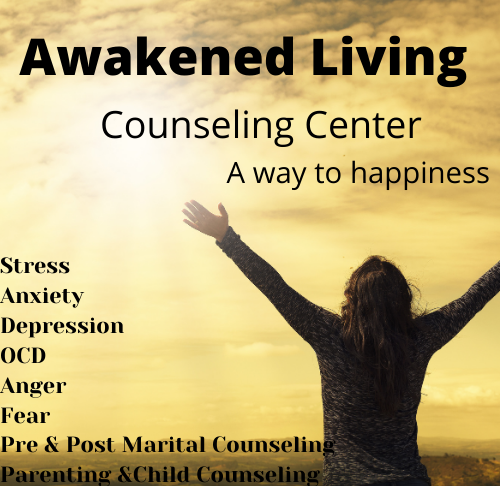 Awakened Living
Counseling Center
A way to happiness
Stress
Anxiety
Depression
OCD
Anger
Fear
Pre & Post Marital Counseling
Parenting &Child Counseling